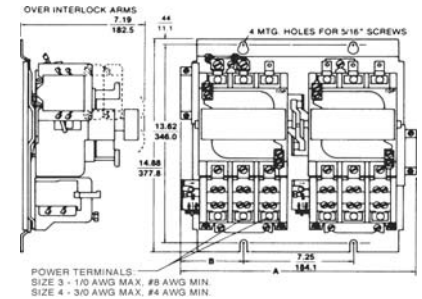 OVER INTERLOCK ARMS
7.19
182.5
44
11.1
4 MTG. HOLES FOR 5/16" SCREWS
13.62
346.0
14.88
377.8
B
7.25
A
184.1
POWER TERMINALS:
SIZE 3 - 1/0 AWG MAX, #8 AWG MIN.
SIZE 4 - 3/0 AWG MAX, #4 AWG MIN.